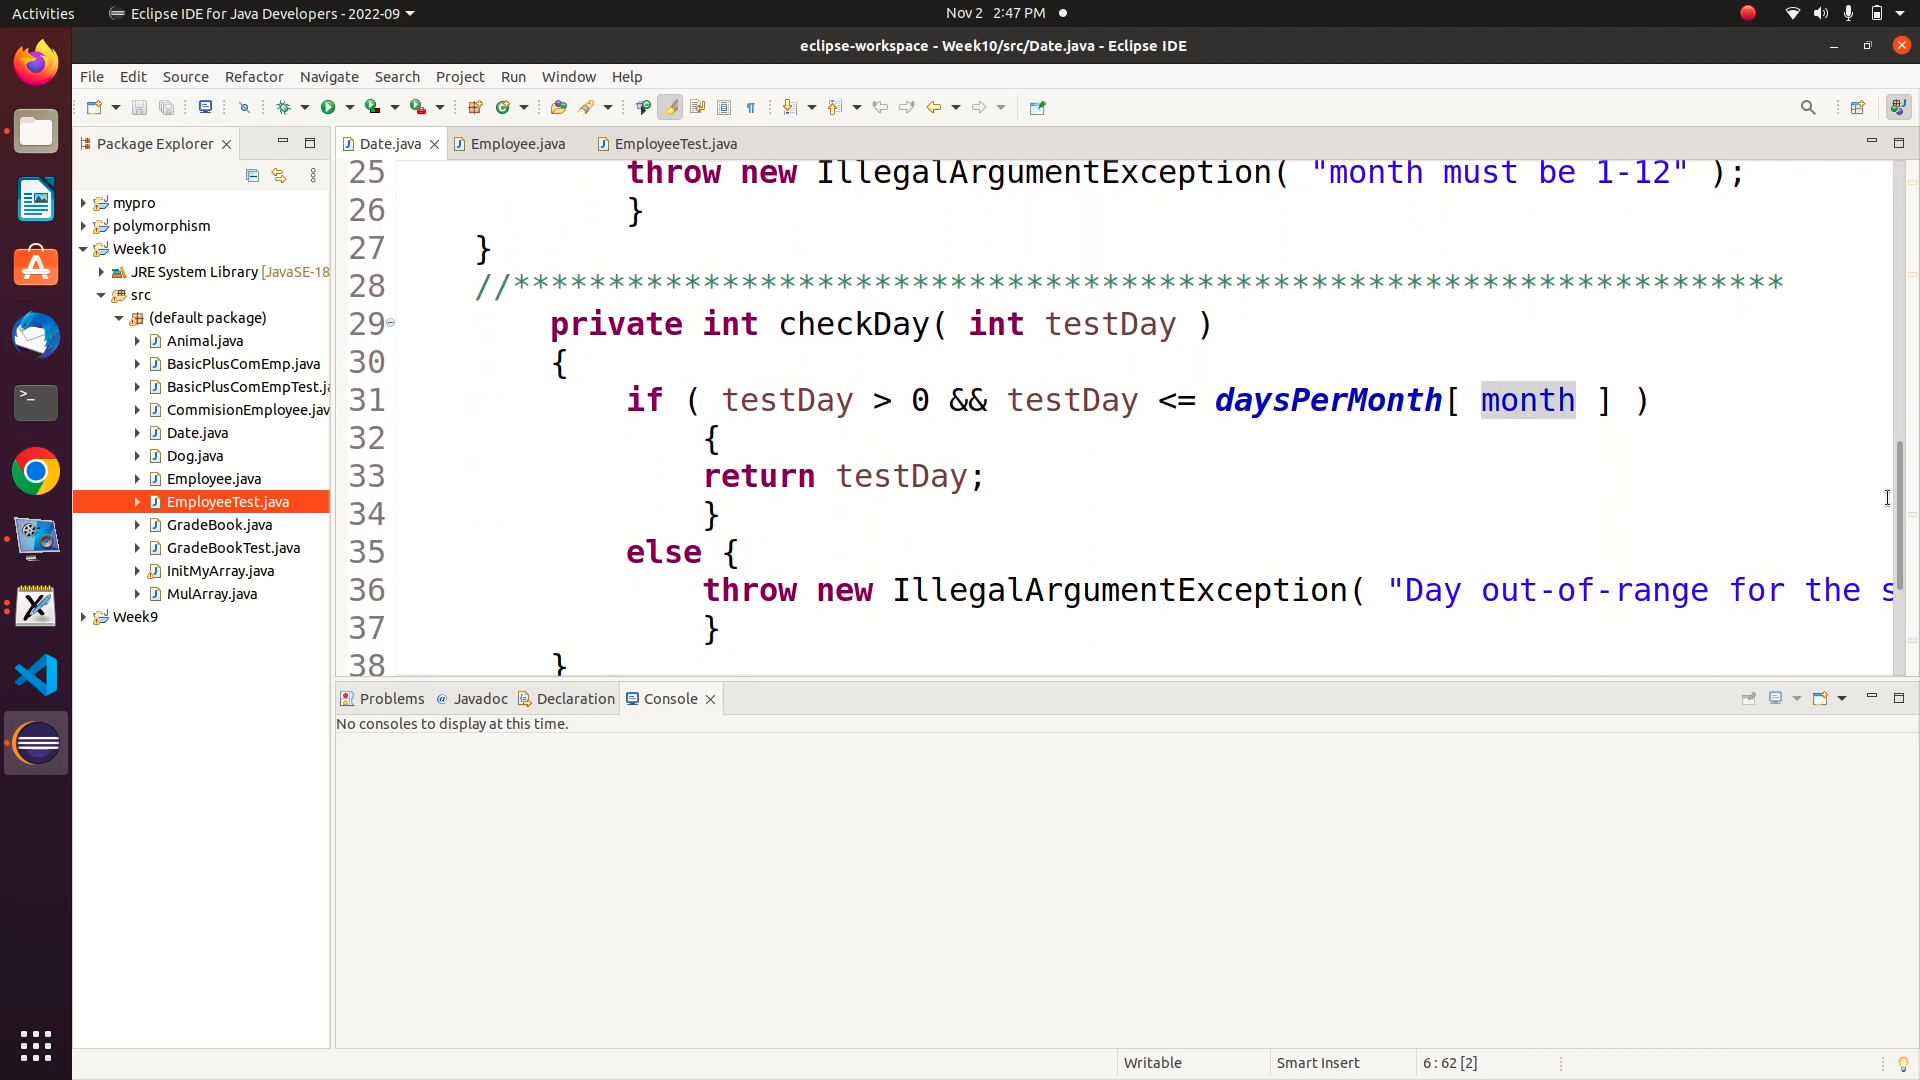 Activities
Eclipse IDE for Java Developers - 2022-09
Nov 2 2:47 PM
eclipse-workspace - Week10/src/Date.java - Eclipse IDE
File Edit Source Refactor Navigate Search Project Run Window Help
Package Explorer
mypro
polymorphism
Week10
JRE System Library [JavaSE-18
src
(default package)
Animal.java
BasicPlusComEmp.java
BasicPlusComEmpTest.ja
CommisionEmployee.jav
Date.java
Dog.java
Employee.java
EmployeeTest.java
GradeBook.java
GradeBookTest.java
InitMyArray.java
MulArray.java
Week9
Date.java Employee.java EmployeeTest.java
25 throw new IllegalArgumentException( "month must be 1-12" );
26 }
27 }
28 //*******************************************************************
29 private int checkDay( int testDay )
30 {
31 if ( testDay > 0 && testDay <= daysPerMonth[ month ] )
32 {
33 return testDay;
34 }
35 else {
36 throw new IllegalArgumentException( "Day out-of-range for the s
37 }
38 }
Problems Javadoc Declaration Console
No consoles to display at this time.
Writable Smart Insert 6 : 62 [2]